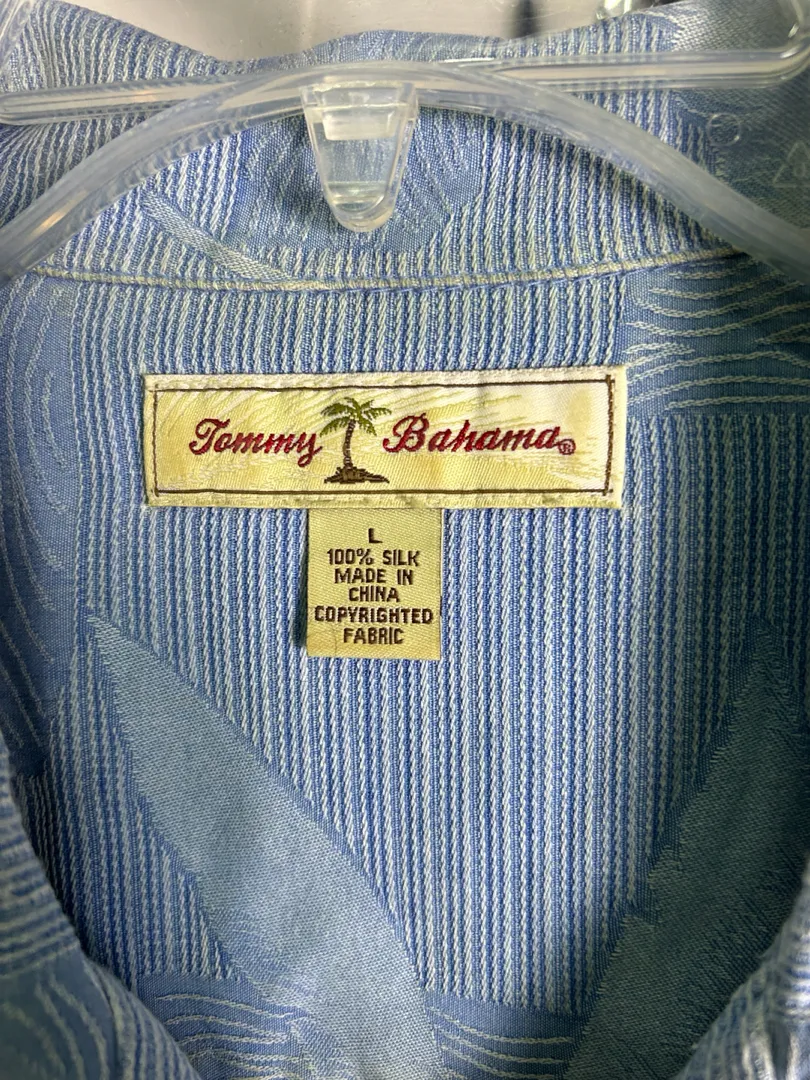 Tommy Bahama®
L
100% SILK
MADE IN
CHINA
COPYRIGHTED
FABRIC